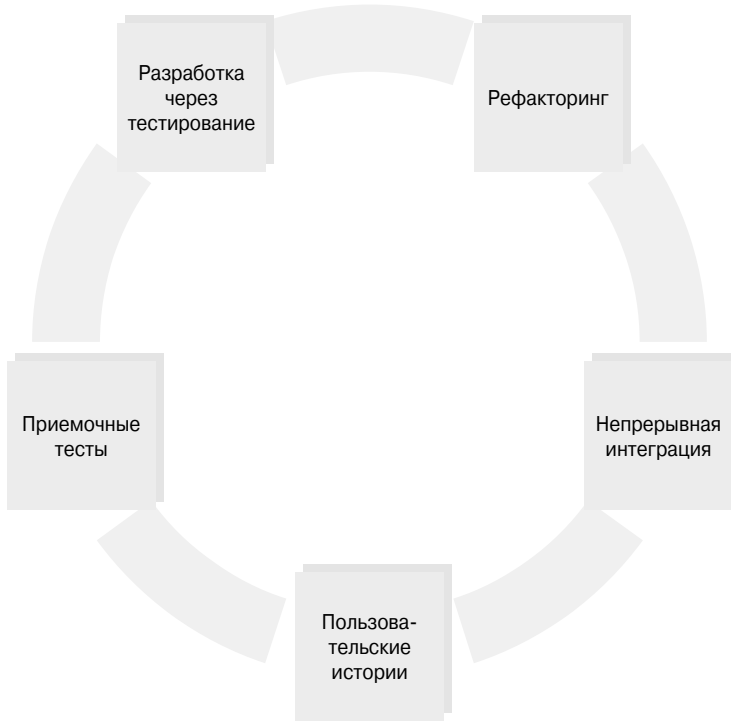 Разработка
через
тестирование
Рефакторинг
Приемочные
тесты
Непрерывная
интеграция
Пользова-
тельские
истории